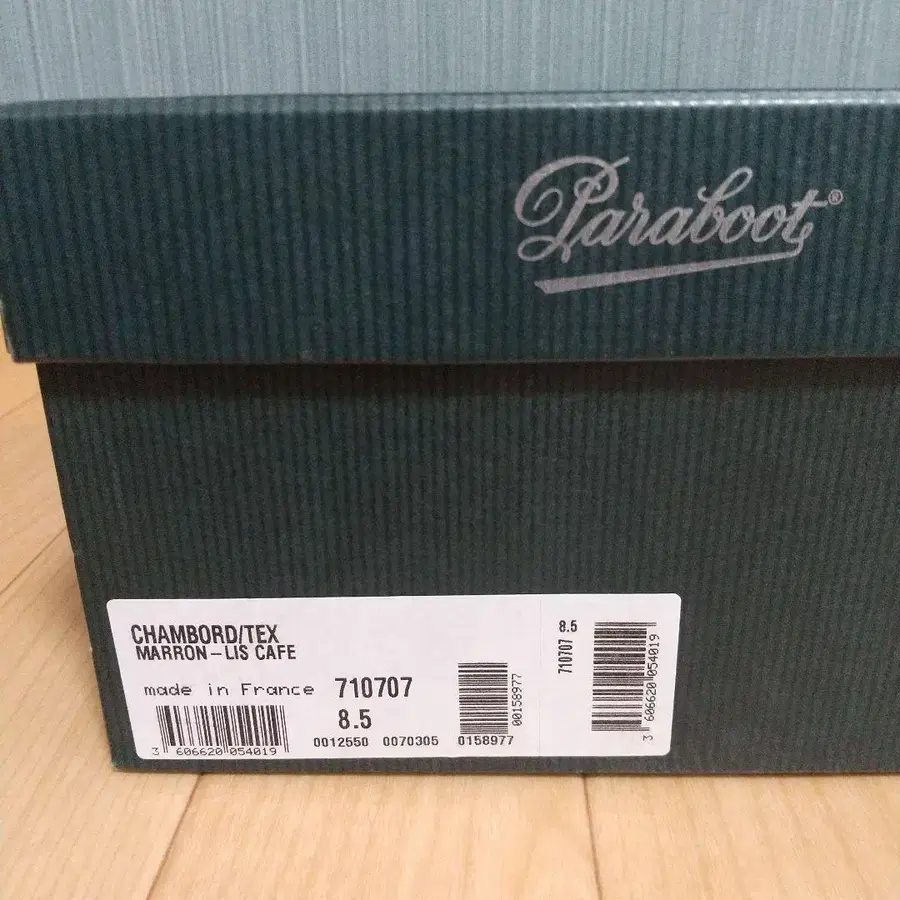 Paraboot®
CHAMBORD/TEX
MARRON-LIS CAFE
made in France 710707
8.5
3 606620 054019
0012550 0070305 0158977
00158977
8.5
710707
3 606620 054019